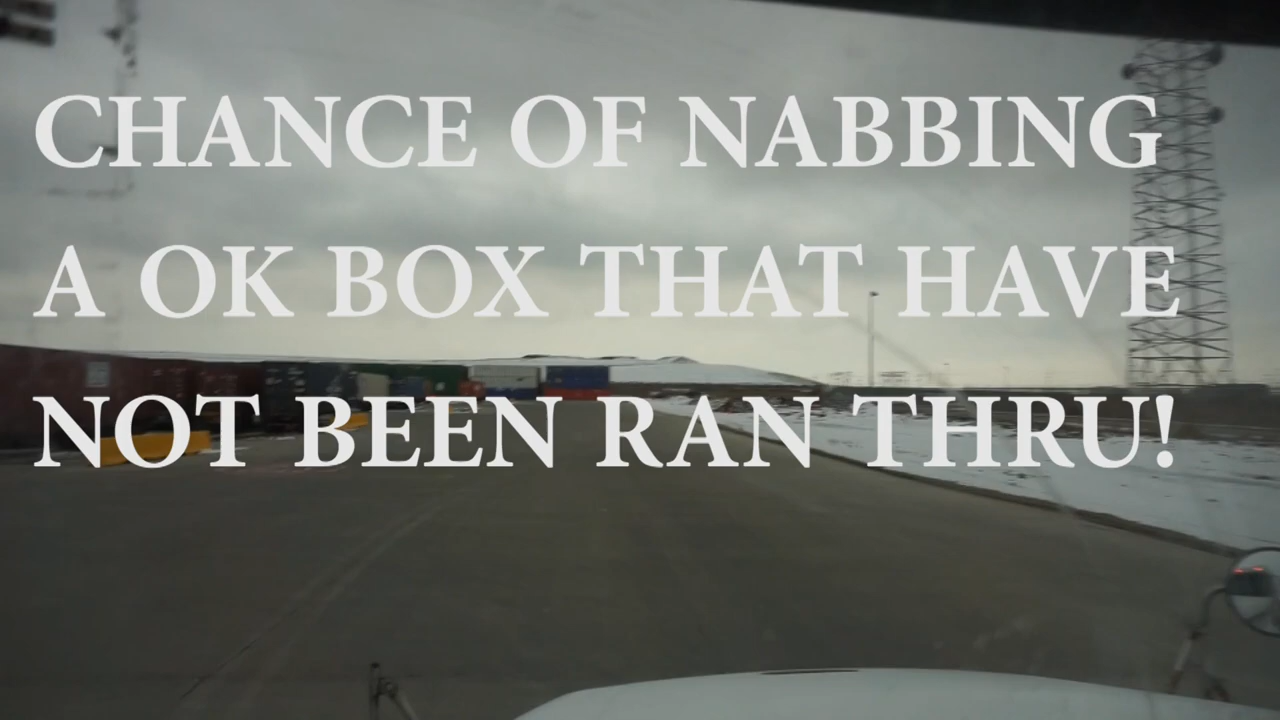 CHANCE OF NABBING
A OK BOX THAT HAVE
NOT BEEN RAN THRU!